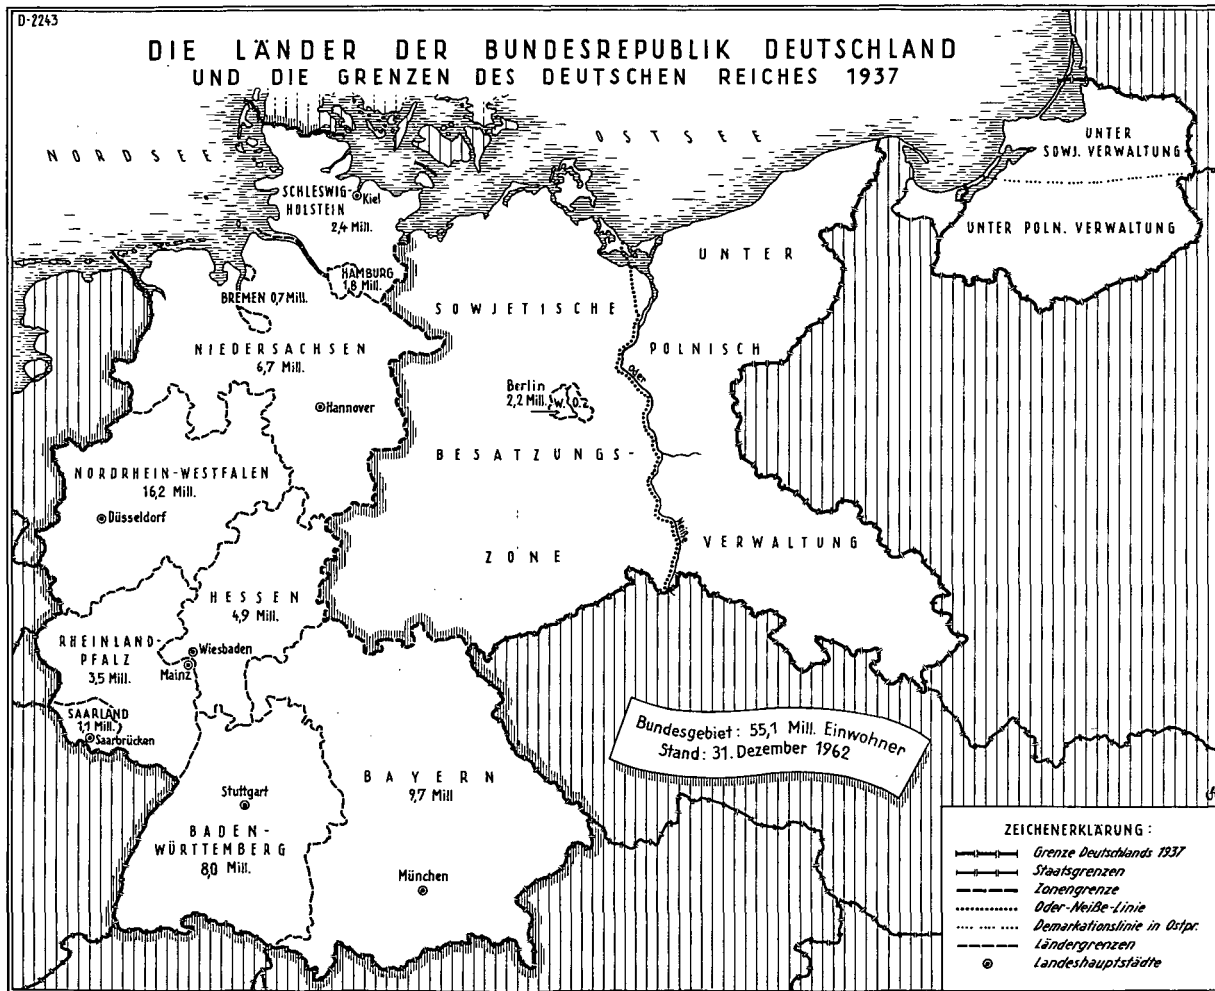 D-2243
DIE LÄNDER DER BUNDESREPUBLIK DEUTSCHLAND
UND DIE GRENZEN DES DEUTSCHEN REICHES 1937
NORDSEE
OSTSEE
UNTER
SOWJ. VERWALTUNG
UNTER POLN. VERWALTUNG
SCHLESWIG-
HOLSTEIN
Kiel
2,4 Mill.
HAMBURG
1,8 Mill.
BREMEN 0,7 Mill.
NIEDERSACHSEN
6,7 Mill.
Hannover
SOWJETISCHE
BESATZUNGS-
ZONE
Berlin
2,2 Mill.
W.
O.
UNTER
POLNISCH
VERWALTUNG
Oder
NORDRHEIN-WESTFALEN
16,2 Mill.
Düsseldorf
HESSEN
4,9 Mill.
Wiesbaden
RHEINLAND-
PFALZ
3,5 Mill.
Mainz
SAARLAND
1,1 Mill.
Saarbrücken
Stuttgart
BADEN-
WÜRTTEMBERG
8,0 Mill.
BAYERN
9,7 Mill
München
Bundesgebiet: 55,1 Mill. Einwohner
Stand: 31. Dezember 1962
ZEICHENERKLÄRUNG:
Grenze Deutschlands 1937
Staatsgrenzen
Zonengrenze
Oder-Neiße-Linie
Demarkationslinie in Ostpr.
Ländergrenzen
Landeshauptstädte